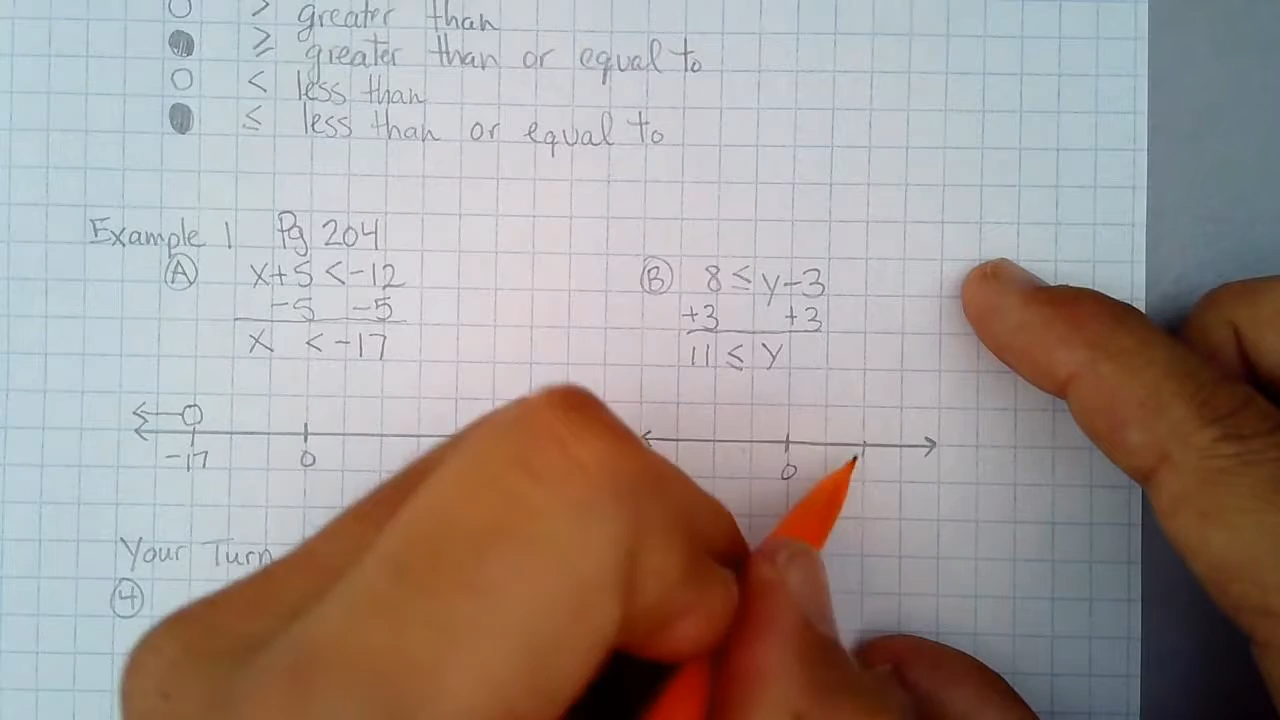 > greater than
≥ greater than or equal to
< less than
≤ less than or equal to
Example 1 Pg 204
A x+5 < -12
-5 -5
x < -17
-17 0
B 8 ≤ y-3
+3 +3
11 ≤ y
0
Your Turn
4